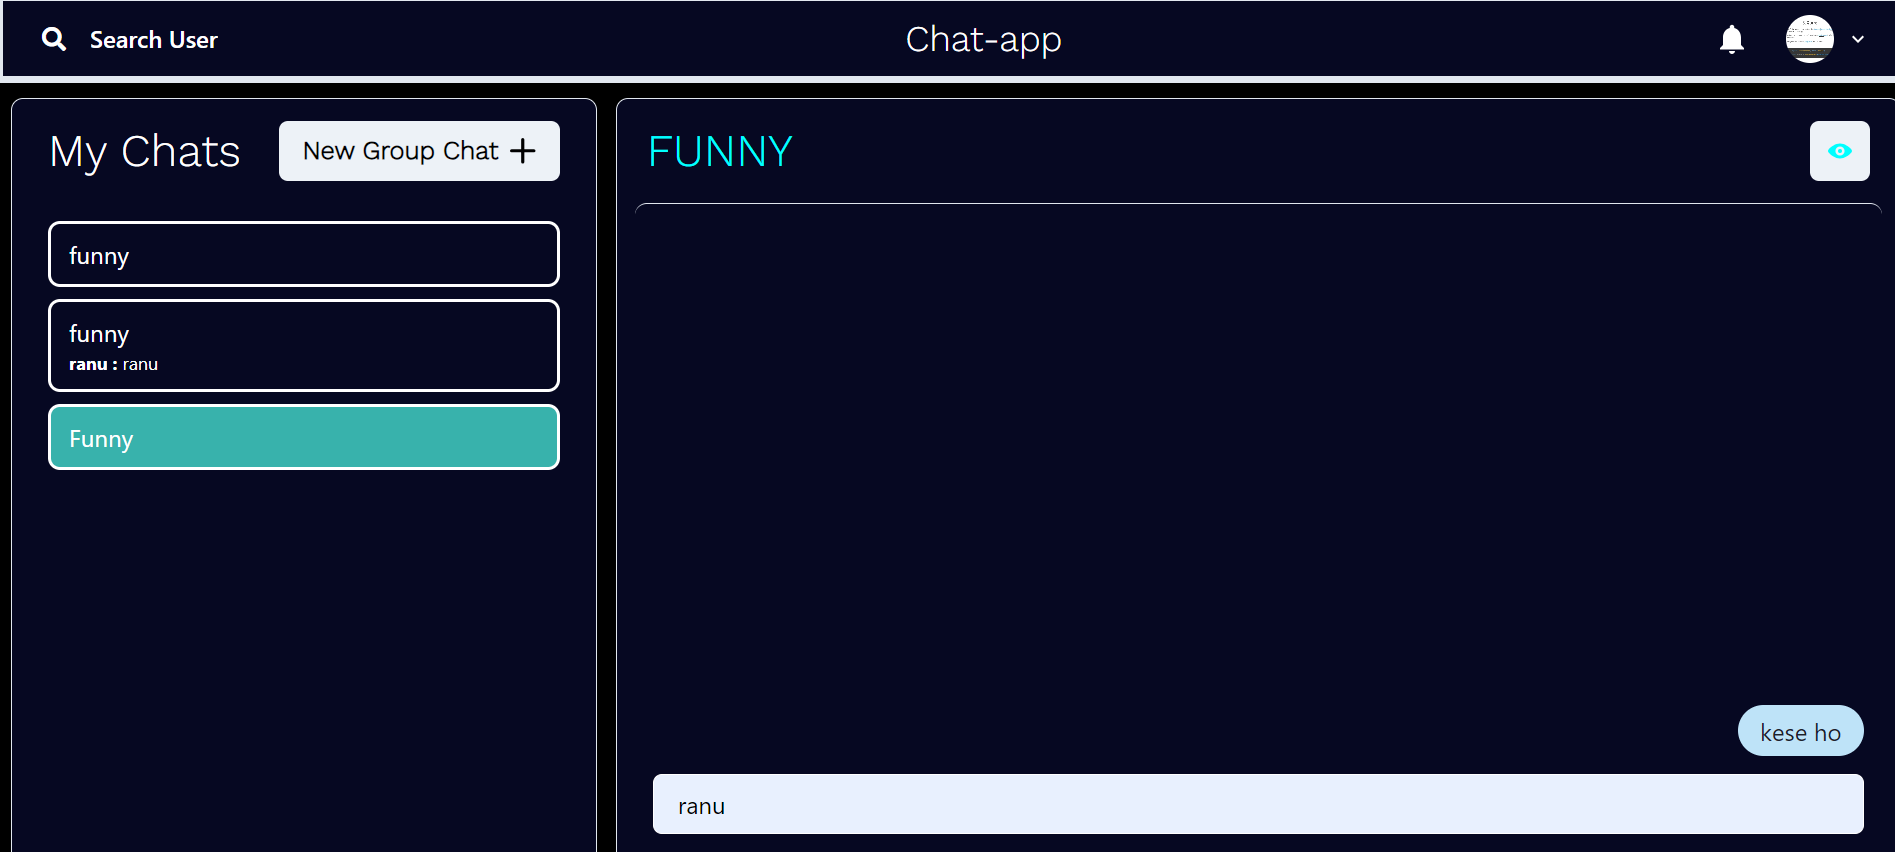 Search User
Chat-app
My Chats
New Group Chat
funny
funny
ranu : ranu
Funny
FUNNY
kese ho
ranu